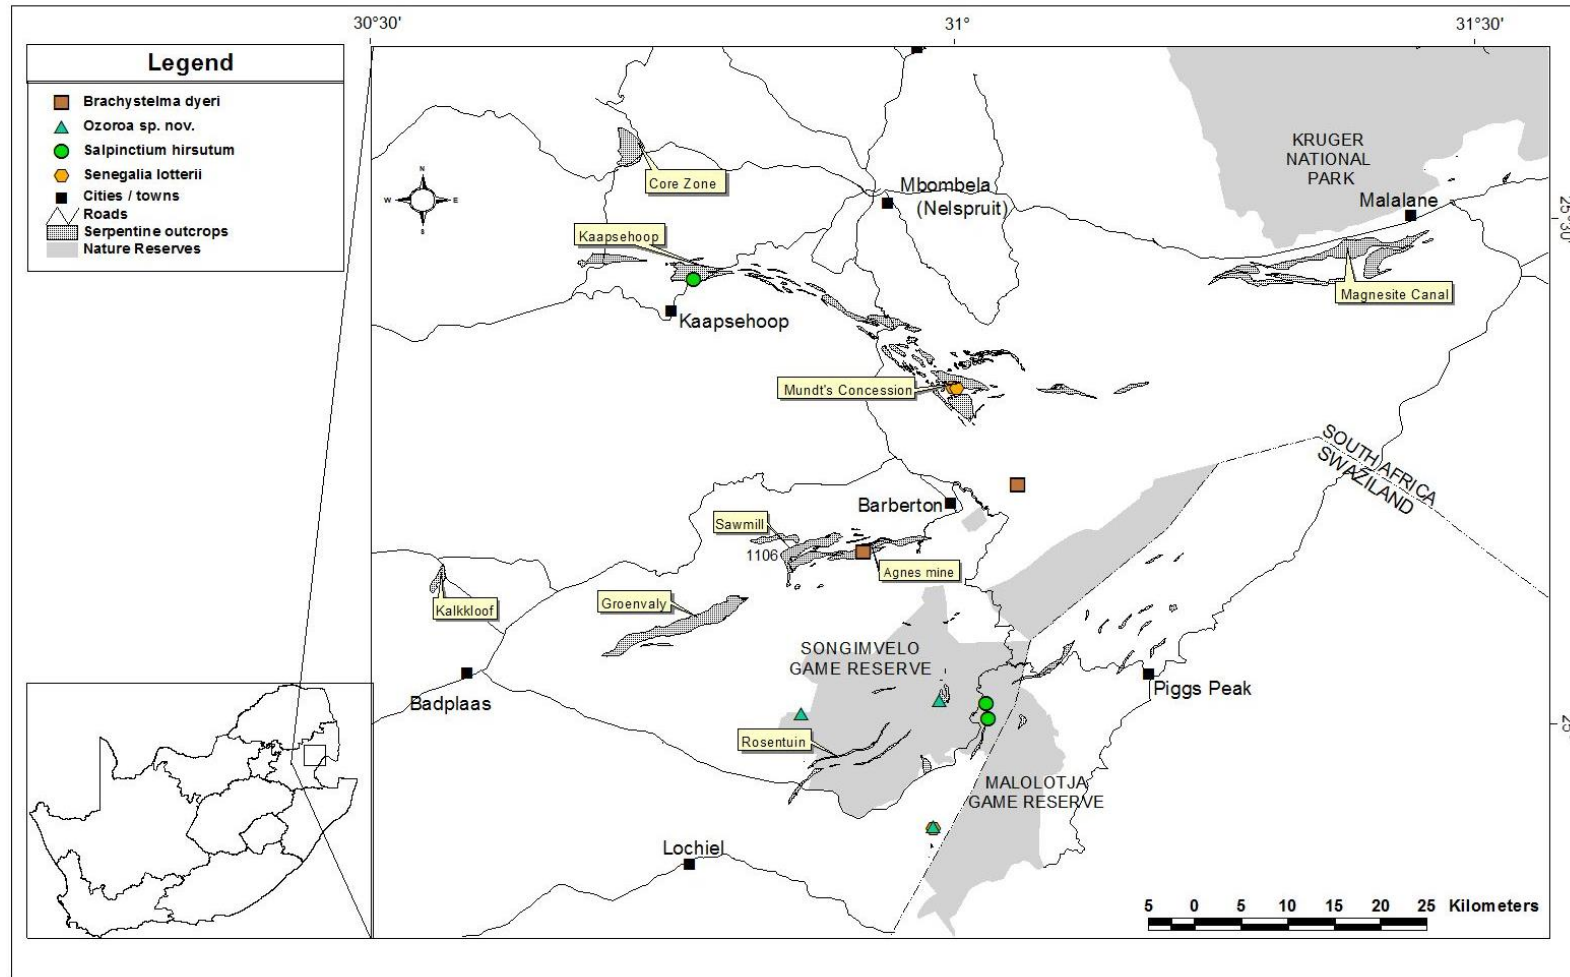 30°30'
31°
31°30'
Legend
Brachystelma dyeri
Ozoroa sp. nov.
Salpinctium hirsutum
Senegalia lotterii
Cities / towns
Roads
Serpentine outcrops
Nature Reserves
N
W
E
S
Core Zone
Mbombela
(Nelspruit)
KRUGER
NATIONAL
PARK
Malalane
25°30'
Kaapsehoop
Kaapsehoop
Magnesite Canal
Mundt's Concession
SOUTH AFRICA
SWAZILAND
Barberton
Sawmill
1106
Agnes mine
Kalkkloof
Groenvaly
SONGIMVELO
GAME RESERVE
Badplaas
Piggs Peak
25°
Rosentuin
MALOLOTJA
GAME RESERVE
Lochiel
5 0 5 10 15 20 25 Kilometers